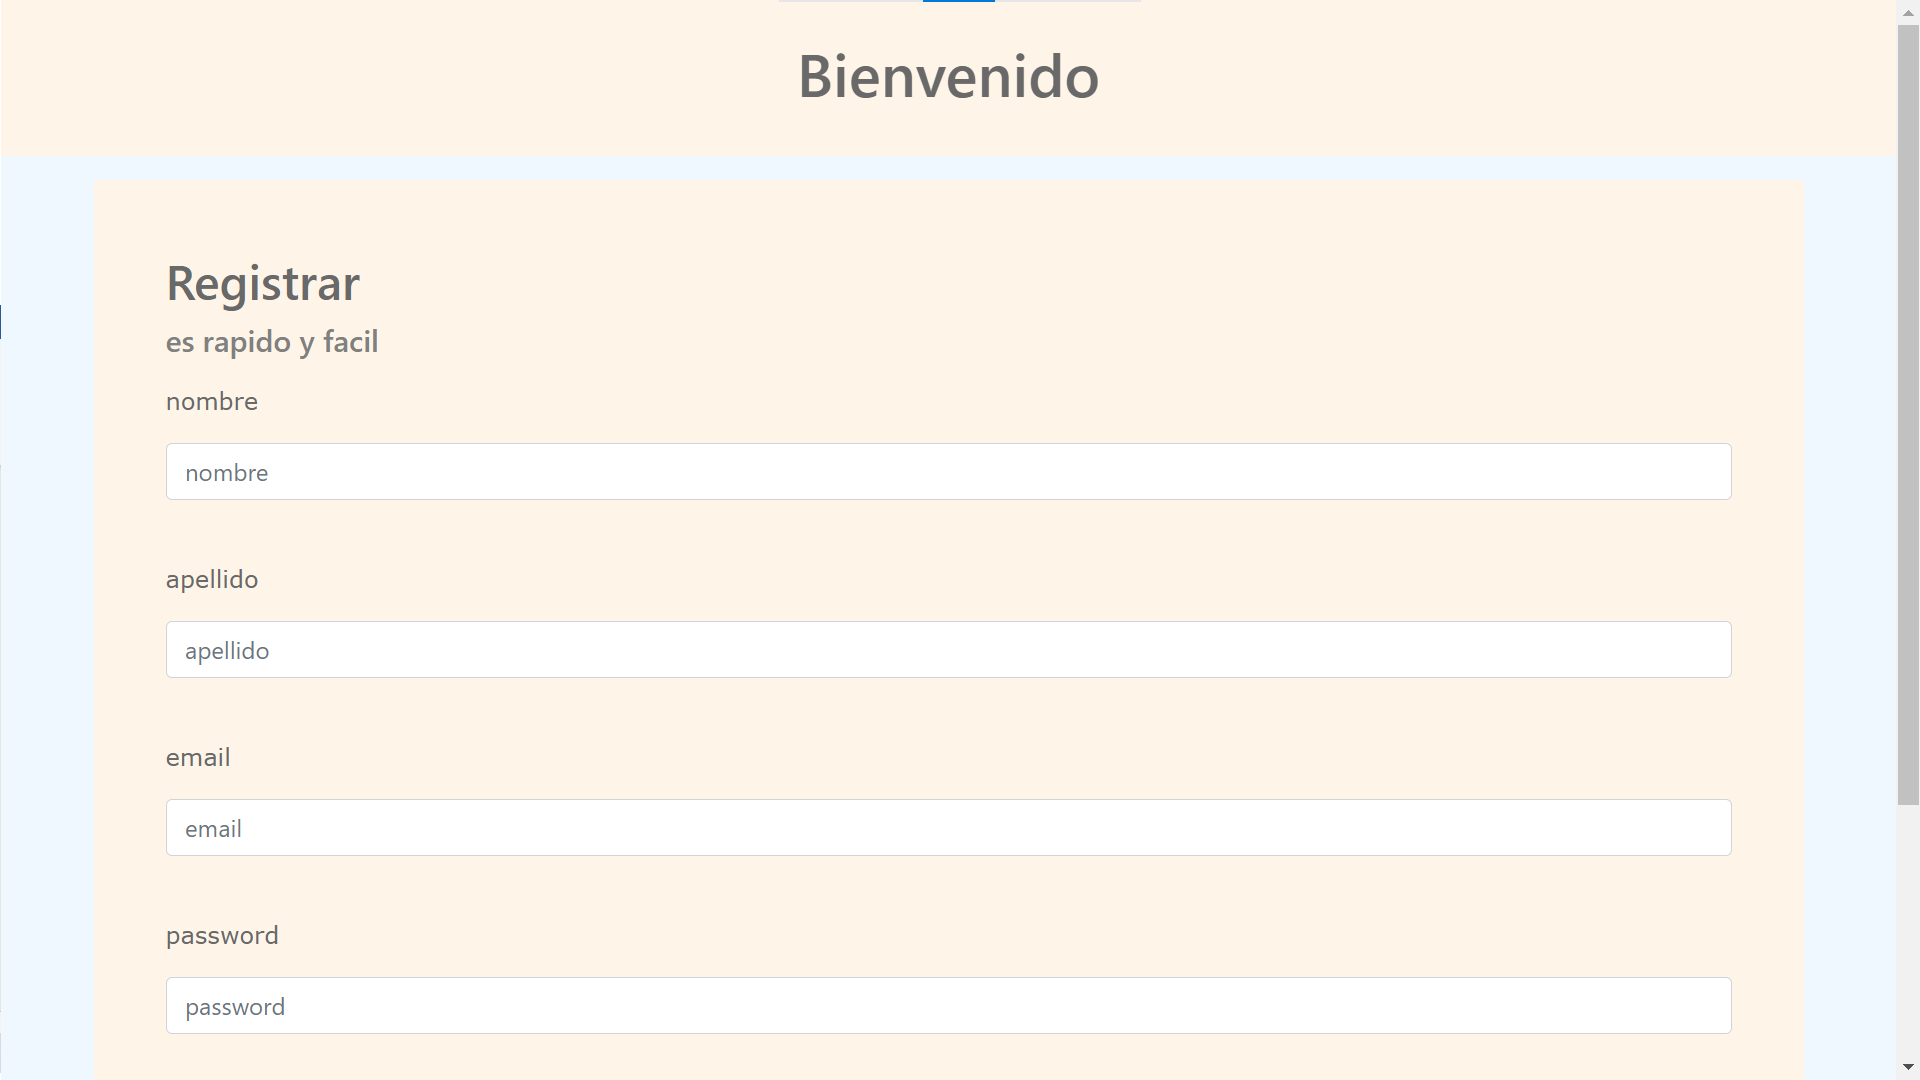 Bienvenido
Registrar
es rapido y facil
nombre
nombre
apellido
apellido
email
email
password
password